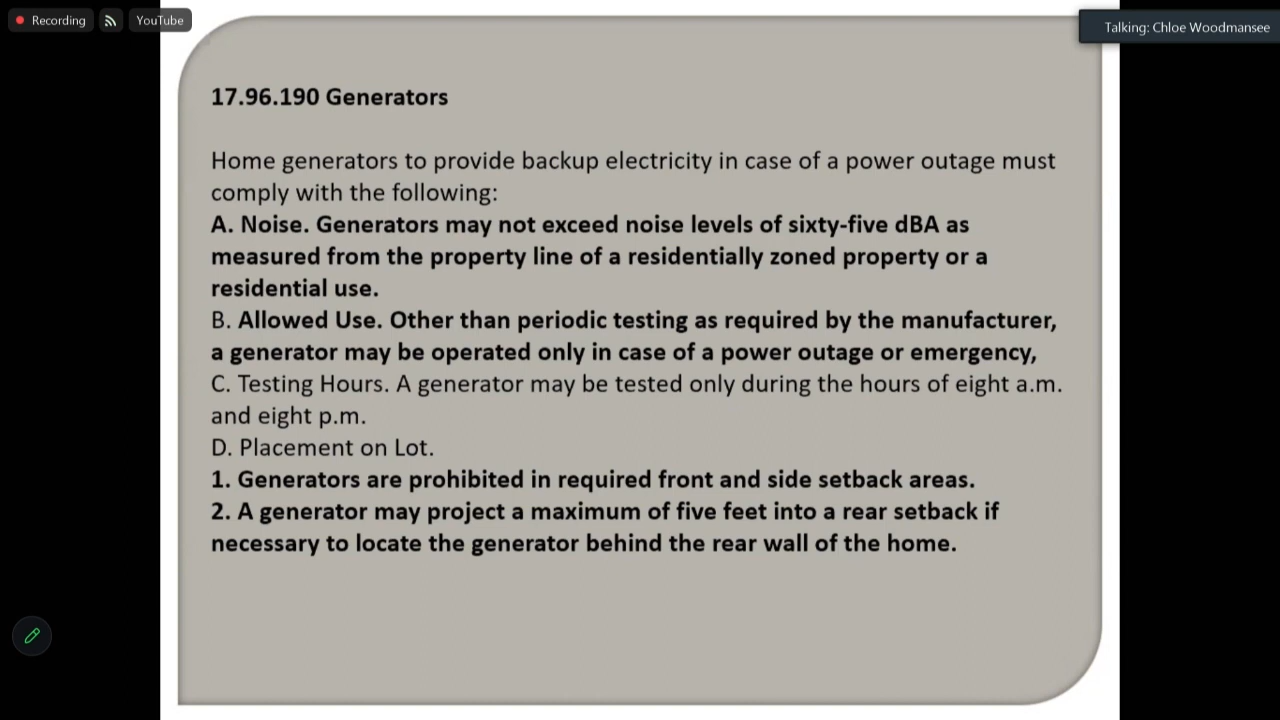 Recording
YouTube
Talking: Chloe Woodmansee
17.96.190 Generators
Home generators to provide backup electricity in case of a power outage must
comply with the following:
A. Noise. Generators may not exceed noise levels of sixty-five dBA as
measured from the property line of a residentially zoned property or a
residential use.
B. Allowed Use. Other than periodic testing as required by the manufacturer,
a generator may be operated only in case of a power outage or emergency,
C. Testing Hours. A generator may be tested only during the hours of eight a.m.
and eight p.m.
D. Placement on Lot.
1. Generators are prohibited in required front and side setback areas.
2. A generator may project a maximum of five feet into a rear setback if
necessary to locate the generator behind the rear wall of the home.